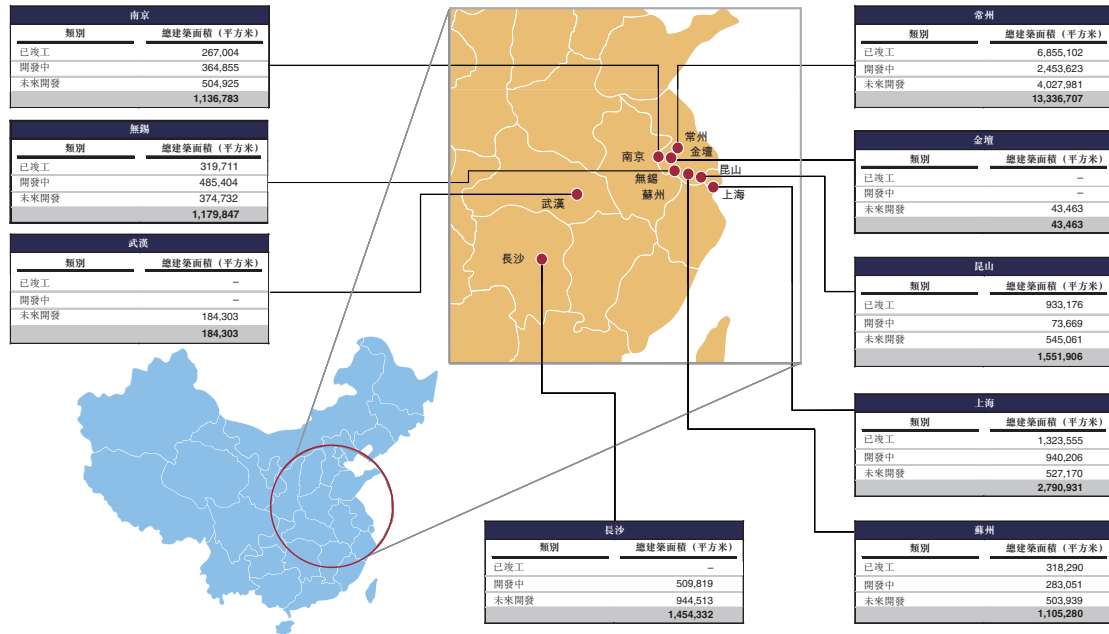 南京
類別 總建築面積（平方米）
已竣工 267,004
開發中 364,855
未來開發 504,925
1,136,783
無錫
類別 總建築面積（平方米）
已竣工 319,711
開發中 485,404
未來開發 374,732
1,179,847
武漢
類別 總建築面積（平方米）
已竣工 –
開發中 –
未來開發 184,303
184,303
常州
金壇
南京
昆山
無錫
蘇州
上海
武漢
長沙
常州
類別 總建築面積（平方米）
已竣工 6,855,102
開發中 2,453,623
未來開發 4,027,981
13,336,707
金壇
類別 總建築面積（平方米）
已竣工 –
開發中 –
未來開發 43,463
43,463
昆山
類別 總建築面積（平方米）
已竣工 933,176
開發中 73,669
未來開發 545,061
1,551,906
上海
類別 總建築面積（平方米）
已竣工 1,323,555
開發中 940,206
未來開發 527,170
2,790,931
長沙
類別 總建築面積（平方米）
已竣工 –
開發中 509,819
未來開發 944,513
1,454,332
蘇州
類別 總建築面積（平方米）
已竣工 318,290
開發中 283,051
未來開發 503,939
1,105,280